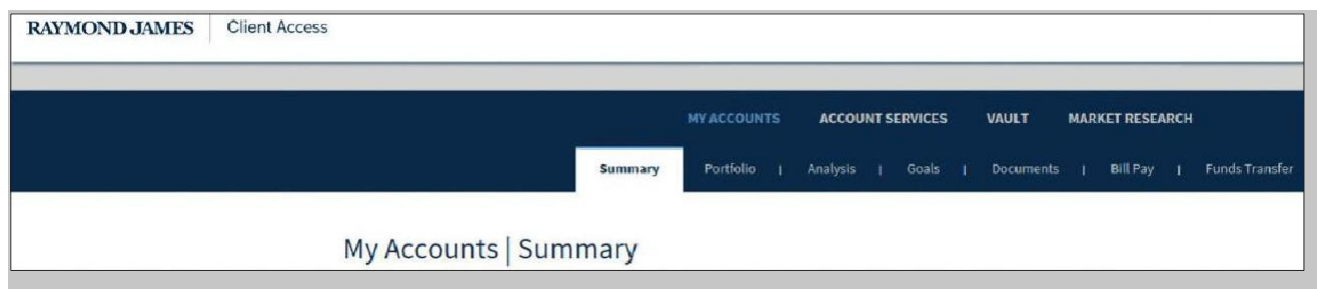 RAYMOND JAMES | Client Access
MY ACCOUNTS ACCOUNT SERVICES VAULT MARKET RESEARCH
Summary Portfolio | Analysis | Goals | Documents | Bill Pay | Funds Transfer
My Accounts | Summary